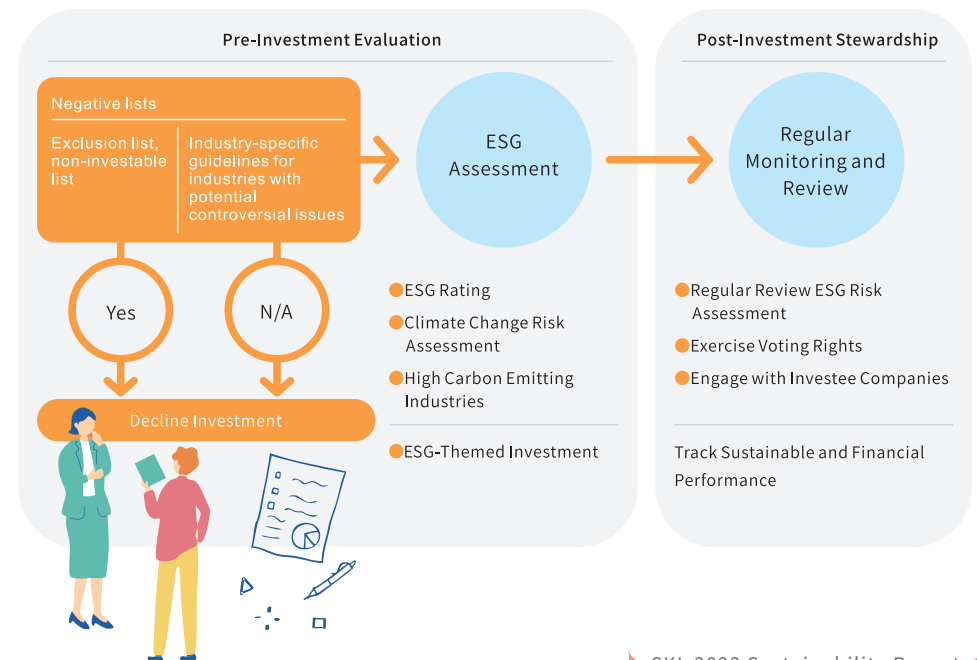 Pre-Investment Evaluation
Negative lists
Exclusion list,
non-investable
list
Industry-specific
guidelines for
industries with
potential
controversial issues
Yes
N/A
Decline Investment
ESG
Assessment
ESG Rating
Climate Change Risk
Assessment
High Carbon Emitting
Industries
ESG-Themed Investment
Post-Investment Stewardship
Regular
Monitoring and
Review
Regular Review ESG Risk
Assessment
Exercise Voting Rights
Engage with Investee Companies
Track Sustainable and Financial
Performance